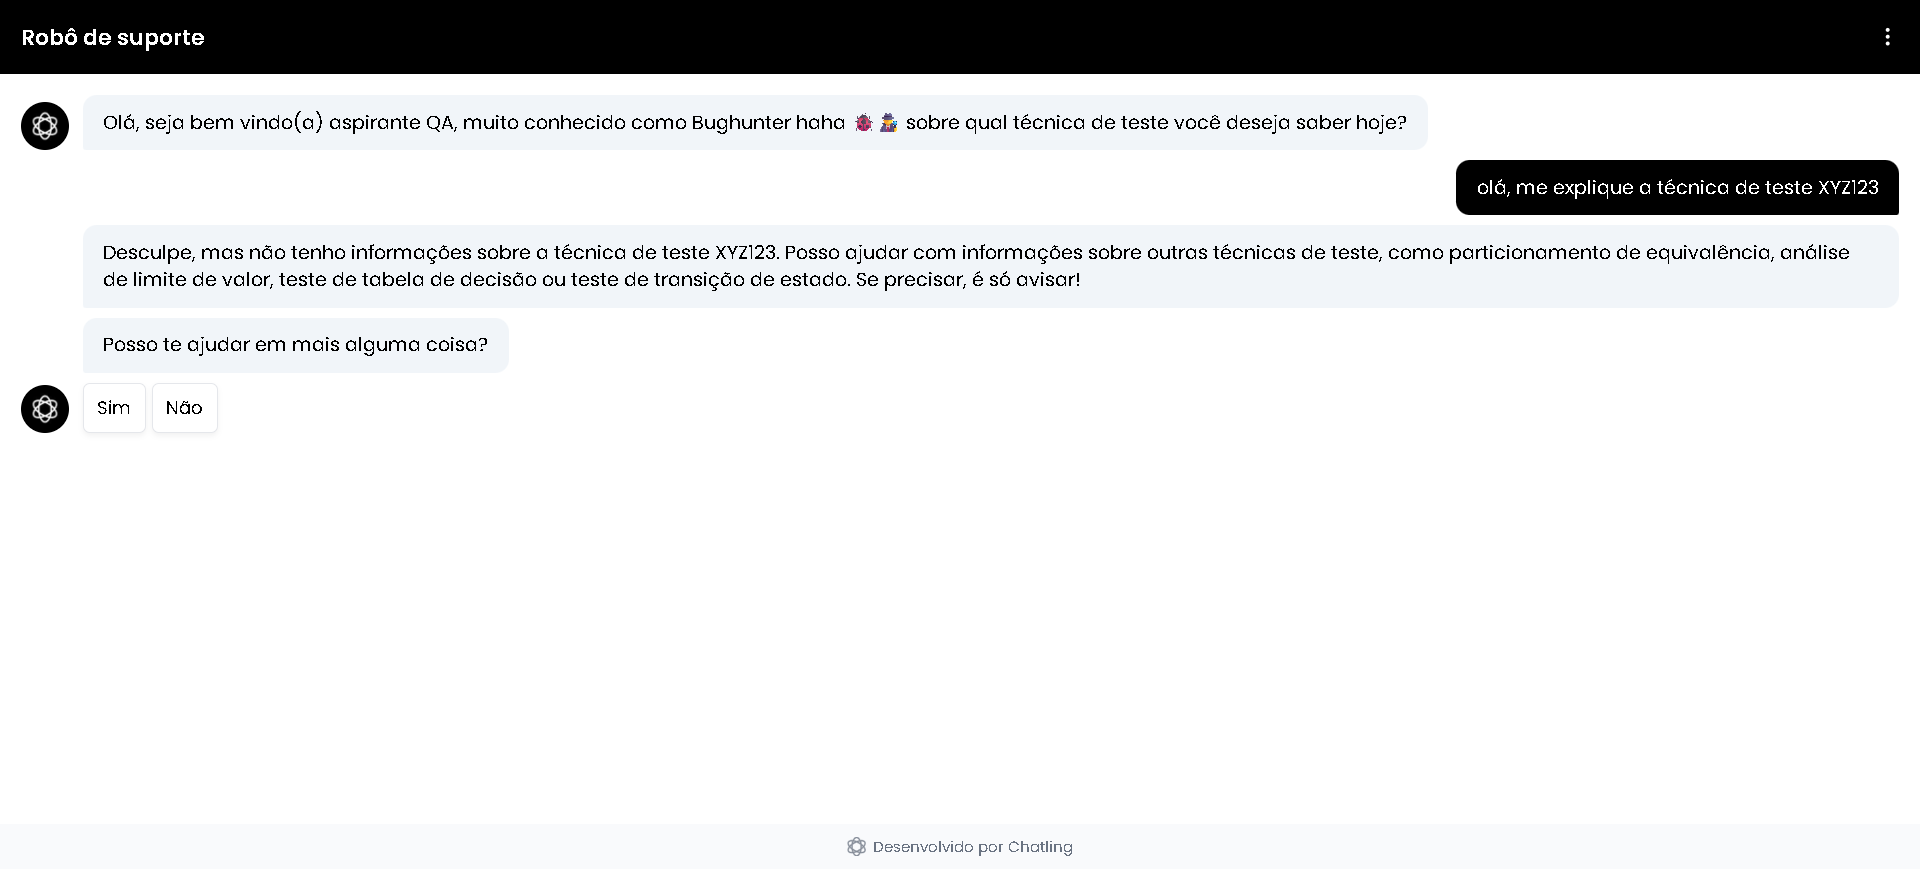 Robô de suporte
Olá, seja bem vindo(a) aspirante QA, muito conhecido como Bughunter haha 🐞 🕵️ sobre qual técnica de teste você deseja saber hoje?
olá, me explique a técnica de teste XYZ123
Desculpe, mas não tenho informações sobre a técnica de teste XYZ123. Posso ajudar com informações sobre outras técnicas de teste, como particionamento de equivalência, análise
de limite de valor, teste de tabela de decisão ou teste de transição de estado. Se precisar, é só avisar!
Posso te ajudar em mais alguma coisa?
Sim Não
Desenvolvido por Chatling